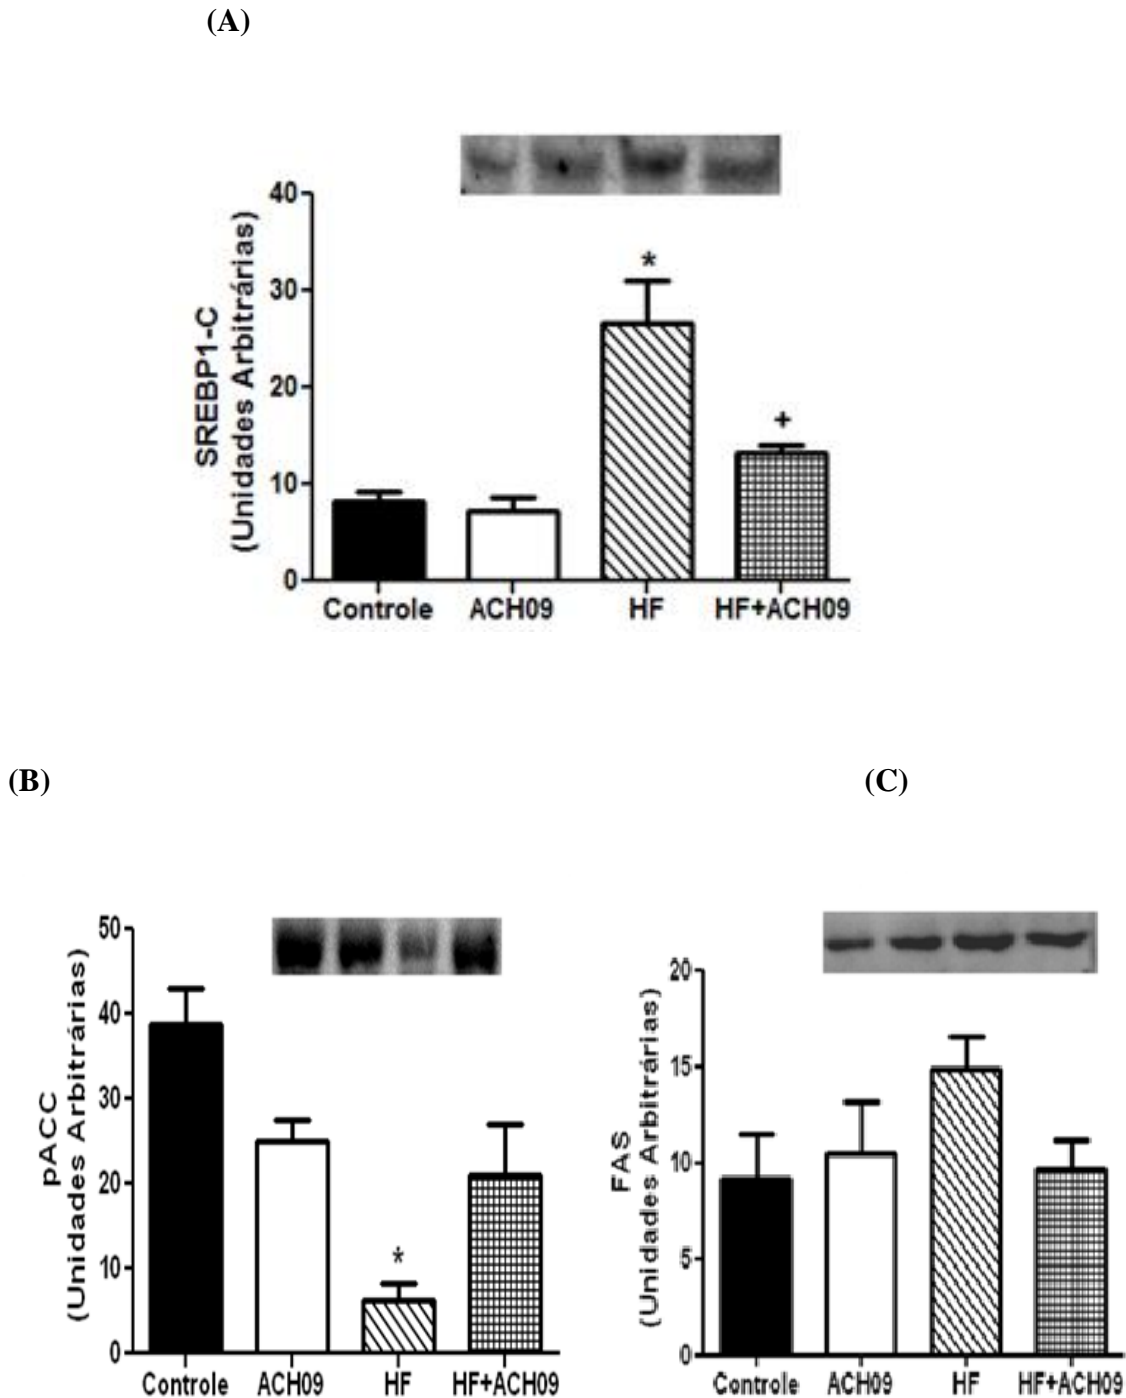 (A)
40
30
20
10
0
SREBP1-C
(Unidades Arbitrárias)
*
+
Controle ACH09 HF HF+ACH09
(B)
50
40
30
20
10
0
pACC
(Unidades Arbitrárias)
*
Controle ACH09 HF HF+ACH09
(C)
20
15
10
5
0
FAS
(Unidades Arbitrárias)
Controle ACH09 HF HF+ACH09